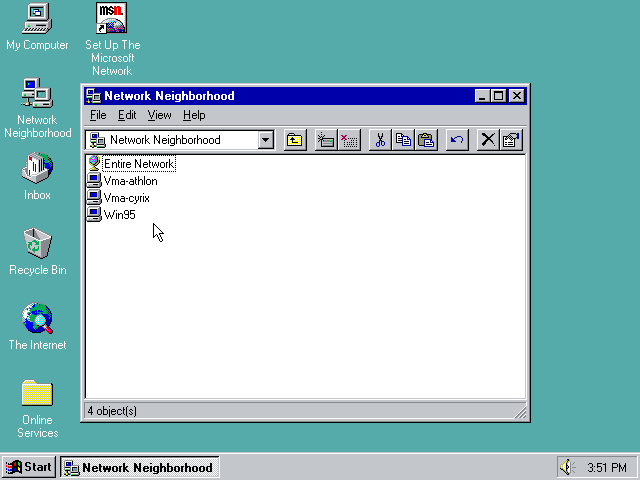 My Computer
msn.
Set Up The
Microsoft
Network
Network
Neighborhood
Inbox
Recycle Bin
The Internet
Online
Services
Network Neighborhood
File Edit View Help
Network Neighborhood
Entire Network
Vma-athlon
Vma-cyrix
Win95
4 object(s)
Start
Network Neighborhood
3:51 PM